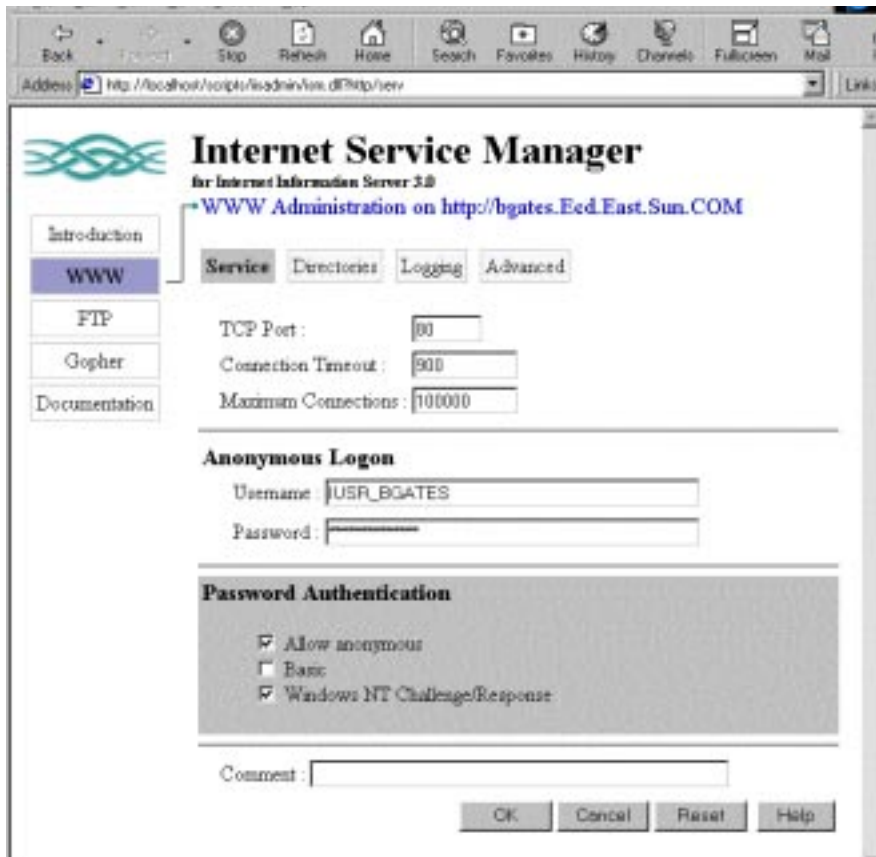 Back Forward Stop Refresh Home Search Favorites History Channels Fullscreen Mail
Address http://localhost/scripts/iisadmin/ism.dll?http/serv Links
Internet Service Manager
for Internet Information Server 3.0
WWW Administration on http://bgates.Ecd.East.Sun.COM
Introduction
WWW
FTP
Gopher
Documentation
Service Directories Logging Advanced
TCP Port : 80
Connection Timeout : 900
Maximum Connections : 100000
Anonymous Logon
Username : IUSR_BGATES
Password : 
Password Authentication
Allow anonymous
Basic
Windows NT Challenge/Response
Comment :
OK Cancel Reset Help